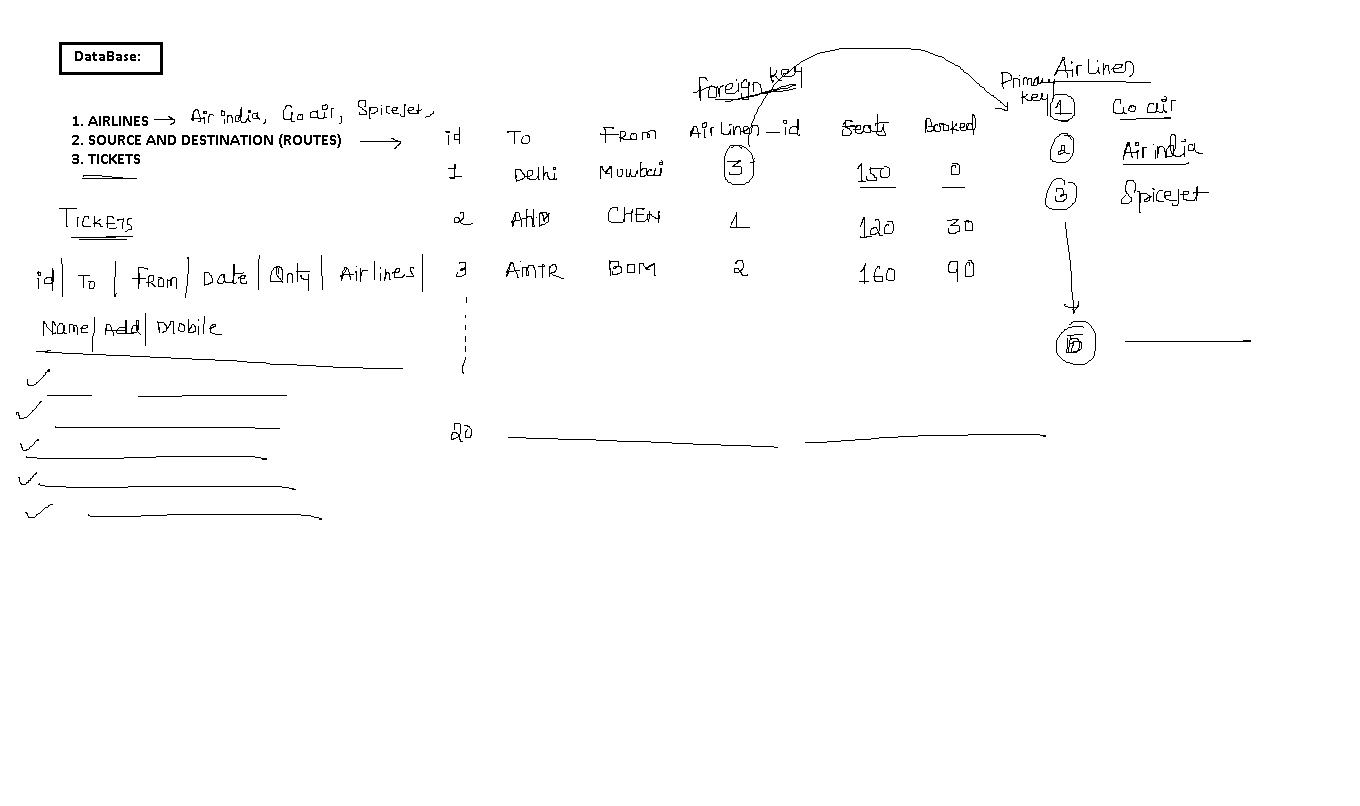 DataBase:
1. AIRLINES → Air india, Go air, Spicejet,
2. SOURCE AND DESTINATION (ROUTES) →
3. TICKETS
TICKETS
id | To | From | Date | Qnty | Airlines |
Name | Add | Mobile
Foreign key
id To From Airlines_id Seats Booked
1 Delhi Mumbai 3 150 0
2 AHD CHEN 1 120 30
3 AMTR BOM 2 160 90
20
Primary key
Airlines
1 Go air
2 Air india
3 Spicejet